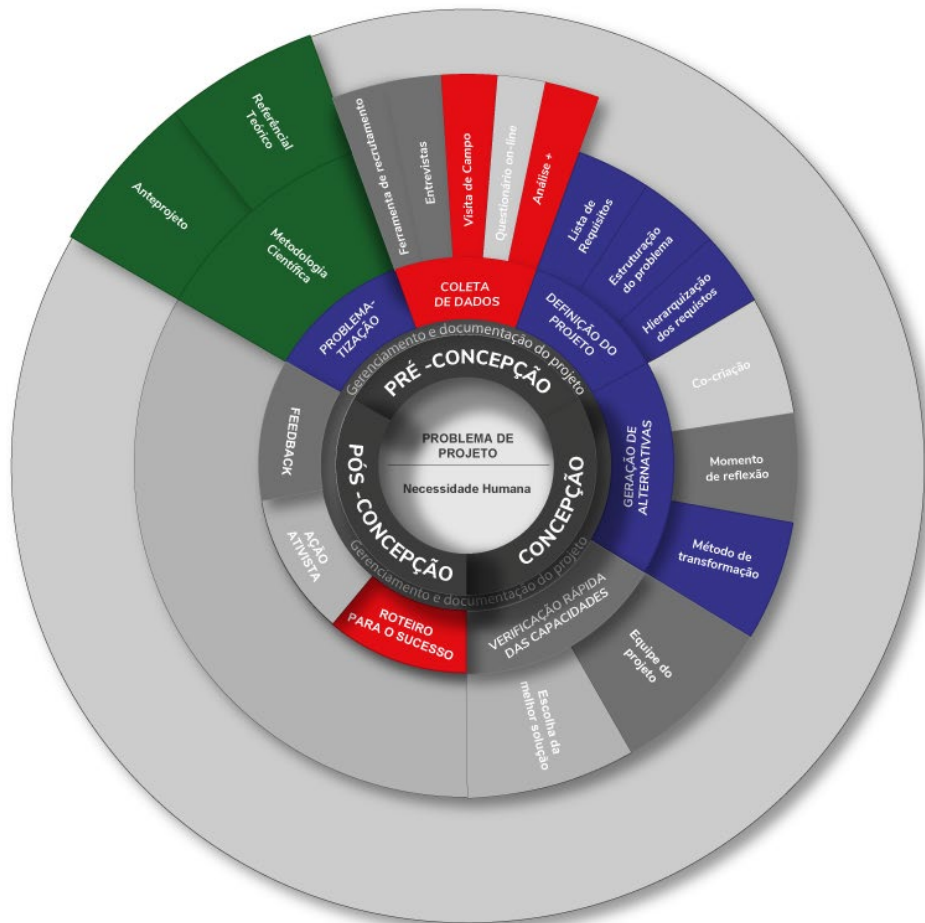 Referêncial
Teórico
Anteprojeto
Metodologia
Científica
PROBLEMA-
TIZAÇÃO
Ferramenta de recrutamento
Entrevistas
Visita de Campo
Questionário on-line
Análise +
COLETA
DE DADOS
Lista de
Requisitos
Estruturação
do problema
Hierarquização
dos requistos
DEFINIÇÃO DO
PROJETO
Co-criação
Momento
de reflexão
Método de
transformação
GERAÇÃO DE
ALTERNATIVAS
Equipe do
projeto
Escolha da
melhor solução
VERIFICAÇÃO RÁPIDA
DAS CAPACIDADES
ROTEIRO
PARA O SUCESSO
AÇÃO
ATIVISTA
FEEDBACK
Gerenciamento e documentação do projeto
PRÉ -CONCEPÇÃO
CONCEPÇÃO
PÓS -CONCEPÇÃO
Gerenciamento e documentação do projeto
PROBLEMA DE
PROJETO
Necessidade Humana